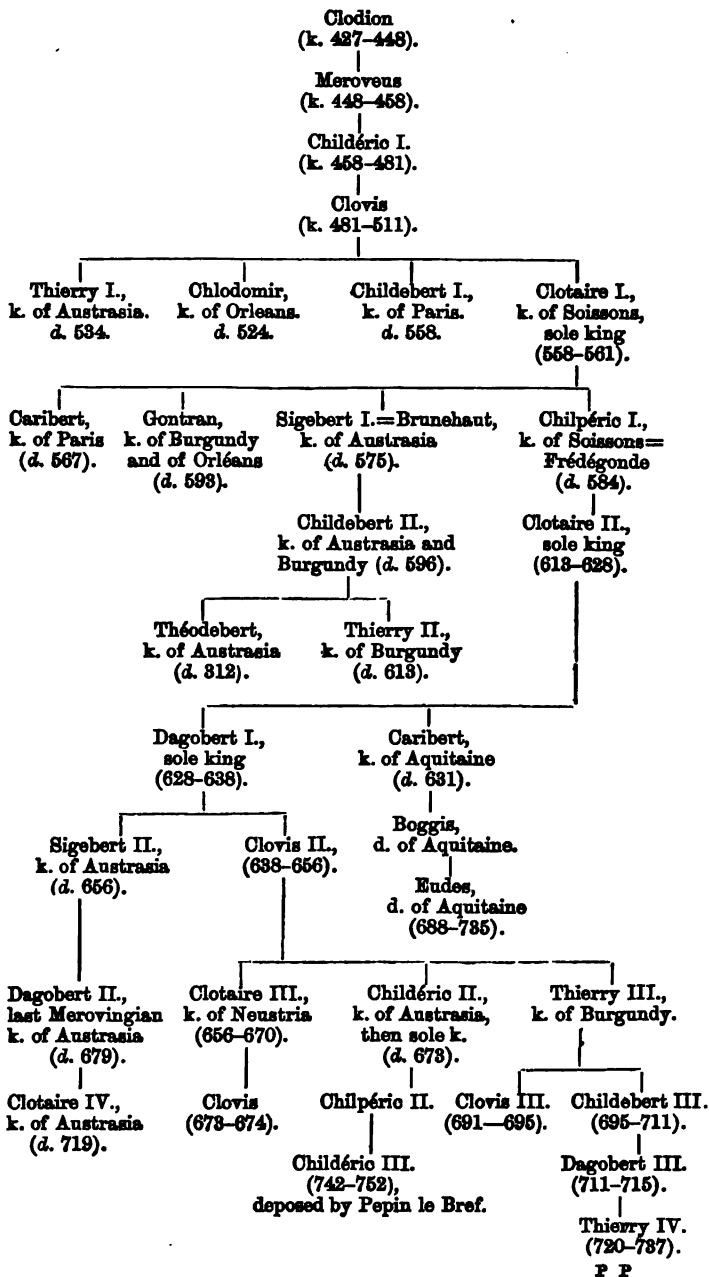 Clodion
(k. 427–448).
Meroveus
(k. 448–458).
Childéric I.
(k. 458–481).
Clovis
(k. 481–511).
Thierry I.,
k. of Austrasia.
d. 534.
Chlodomir,
k. of Orleans.
d. 524.
Childebert I.,
k. of Paris.
d. 558.
Clotaire I.,
k. of Soissons,
sole king
(558–561).
Caribert,
k. of Paris
(d. 567).
Gontran,
k. of Burgundy
and of Orléans
(d. 593).
Sigebert I.=Brunehaut,
k. of Austrasia
(d. 575).
Chilpéric I.,
k. of Soissons=
Frédégonde
(d. 584).
Childebert II.,
k. of Austrasia and
Burgundy (d. 596).
Clotaire II.,
sole king
(613–628).
Théodebert,
k. of Austrasia
(d. 312).
Thierry II.,
k. of Burgundy
(d. 613).
Dagobert I.,
sole king
(628–638).
Caribert,
k. of Aquitaine
(d. 631).
Boggis,
d. of Aquitaine.
Eudes,
d. of Aquitaine
(688–735).
Sigebert II.,
k. of Austrasia
(d. 656).
Clovis II.,
(638–656).
Dagobert II.,
last Merovingian
k. of Austrasia
(d. 679).
Clotaire III.,
k. of Neustria
(656–670).
Childéric II.,
k. of Austrasia,
then sole k.
(d. 673).
Thierry III.,
k. of Burgundy.
Clotaire IV.,
k. of Austrasia
(d. 719).
Clovis
(673–674).
Chilpéric II.
Clovis III.
(691—695).
Childebert III.
(695–711).
Childéric III.
(742–752),
deposed by Pepin le Bref.
Dagobert III.
(711–715).
Thierry IV.
(720–737).
P P